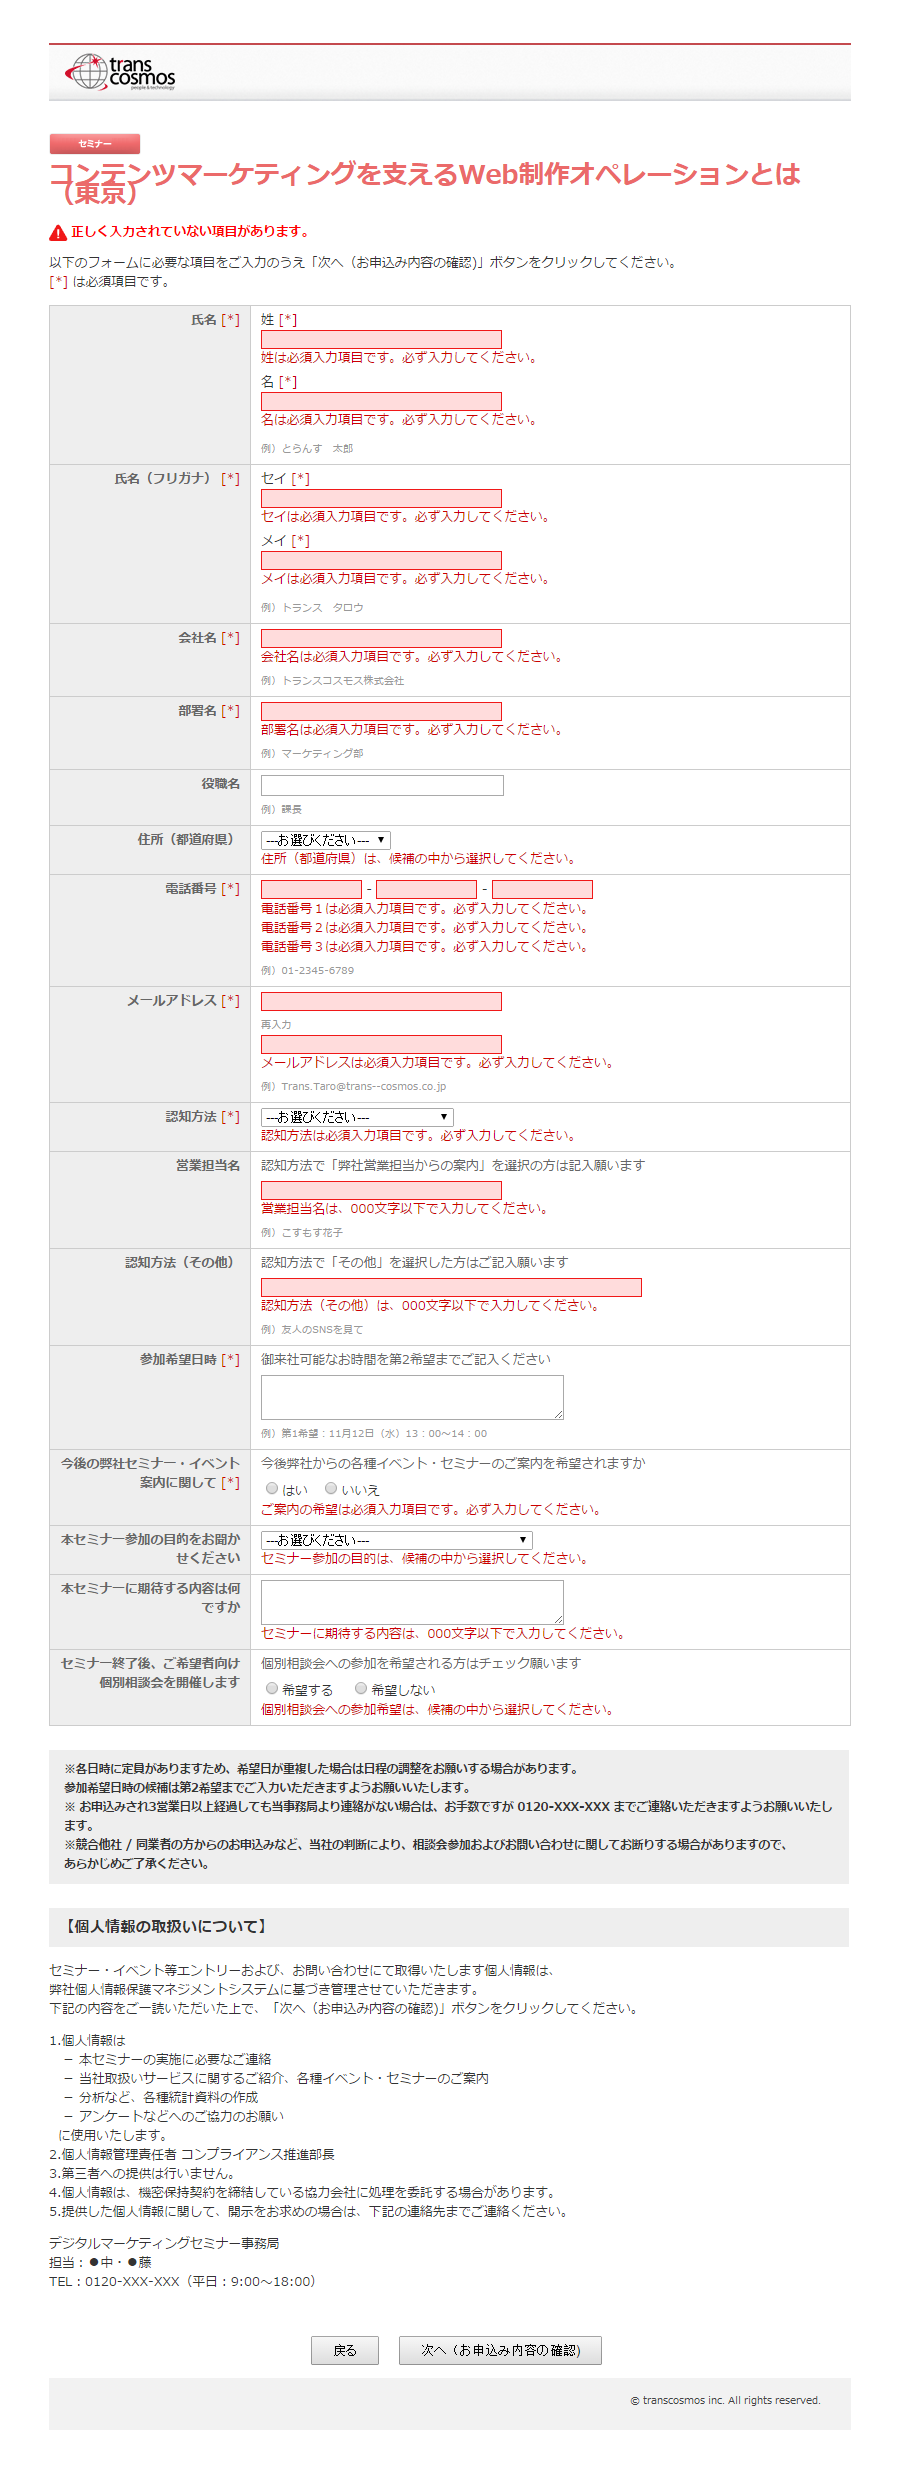 trans
cosmos
people & technology
セミナー
コンテンツマーケティングを支えるWeb制作オペレーションとは
（東京）
正しく入力されていない項目があります。
以下のフォームに必要な項目をご入力のうえ「次へ（お申込み内容の確認）」ボタンをクリックしてください。
[*] は必須項目です。
氏名 [*]
姓 [*]
姓は必須入力項目です。必ず入力してください。
名 [*]
名は必須入力項目です。必ず入力してください。
例）とらんす　太郎
氏名（フリガナ） [*]
セイ [*]
セイは必須入力項目です。必ず入力してください。
メイ [*]
メイは必須入力項目です。必ず入力してください。
例）トランス　タロウ
会社名 [*]
会社名は必須入力項目です。必ず入力してください。
例）トランスコスモス株式会社
部署名 [*]
部署名は必須入力項目です。必ず入力してください。
例）マーケティング部
役職名
例）課長
住所（都道府県）
---お選びください---
住所（都道府県）は、候補の中から選択してください。
電話番号 [*]
- -
電話番号１は必須入力項目です。必ず入力してください。
電話番号２は必須入力項目です。必ず入力してください。
電話番号３は必須入力項目です。必ず入力してください。
例）01-2345-6789
メールアドレス [*]
再入力
メールアドレスは必須入力項目です。必ず入力してください。
例）Trans.Taro@trans--cosmos.co.jp
認知方法 [*]
---お選びください---
認知方法は必須入力項目です。必ず入力してください。
営業担当名
認知方法で「弊社営業担当からの案内」を選択の方は記入願います
営業担当名は、000文字以下で入力してください。
例）こすもす花子
認知方法（その他）
認知方法で「その他」を選択した方はご記入願います
認知方法（その他）は、000文字以下で入力してください。
例）友人のSNSを見て
参加希望日時 [*]
御来社可能なお時間を第2希望までご記入ください
例）第1希望：11月12日（水）13：00～14：00
今後の弊社セミナー・イベント
案内に関して [*]
今後弊社からの各種イベント・セミナーのご案内を希望されますか
はい いいえ
ご案内の希望は必須入力項目です。必ず入力してください。
本セミナー参加の目的をお聞か
せください
---お選びください---
セミナー参加の目的は、候補の中から選択してください。
本セミナーに期待する内容は何
ですか
セミナーに期待する内容は、000文字以下で入力してください。
セミナー終了後、ご希望者向け
個別相談会を開催します
個別相談会への参加を希望される方はチェック願います
希望する 希望しない
個別相談会への参加希望は、候補の中から選択してください。
※各日時に定員がありますため、希望日が重複した場合は日程の調整をお願いする場合があります。
参加希望日時の候補は第2希望までご入力いただきますようお願いいたします。
※ お申込みされ3営業日以上経過しても当事務局より連絡がない場合は、お手数ですが 0120-XXX-XXX までご連絡いただきますようお願いいたし
ます。
※競合他社 / 同業者の方からのお申込みなど、当社の判断により、相談会参加およびお問い合わせに関してお断りする場合がありますので、
あらかじめご了承ください。
【個人情報の取扱いについて】
セミナー・イベント等エントリーおよび、お問い合わせにて取得いたします個人情報は、
弊社個人情報保護マネジメントシステムに基づき管理させていただきます。
下記の内容をご一読いただいた上で、「次へ（お申込み内容の確認）」ボタンをクリックしてください。
1.個人情報は
－ 本セミナーの実施に必要なご連絡
－ 当社取扱いサービスに関するご紹介、各種イベント・セミナーのご案内
－ 分析など、各種統計資料の作成
－ アンケートなどへのご協力のお願い
に使用いたします。
2.個人情報管理責任者 コンプライアンス推進部長
3.第三者への提供は行いません。
4.個人情報は、機密保持契約を締結している協力会社に処理を委託する場合があります。
5.提供した個人情報に関して、開示をお求めの場合は、下記の連絡先までご連絡ください。
デジタルマーケティングセミナー事務局
担当：●中・●藤
TEL：0120-XXX-XXX（平日：9:00～18:00）
戻る 次へ（お申込み内容の確認）
© transcosmos inc. All rights reserved.